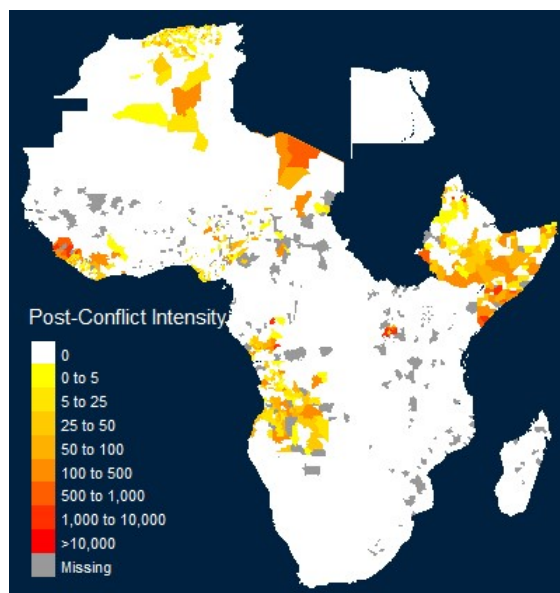 Post-Conflict Intensity
0
0 to 5
5 to 25
25 to 50
50 to 100
100 to 500
500 to 1,000
1,000 to 10,000
>10,000
Missing